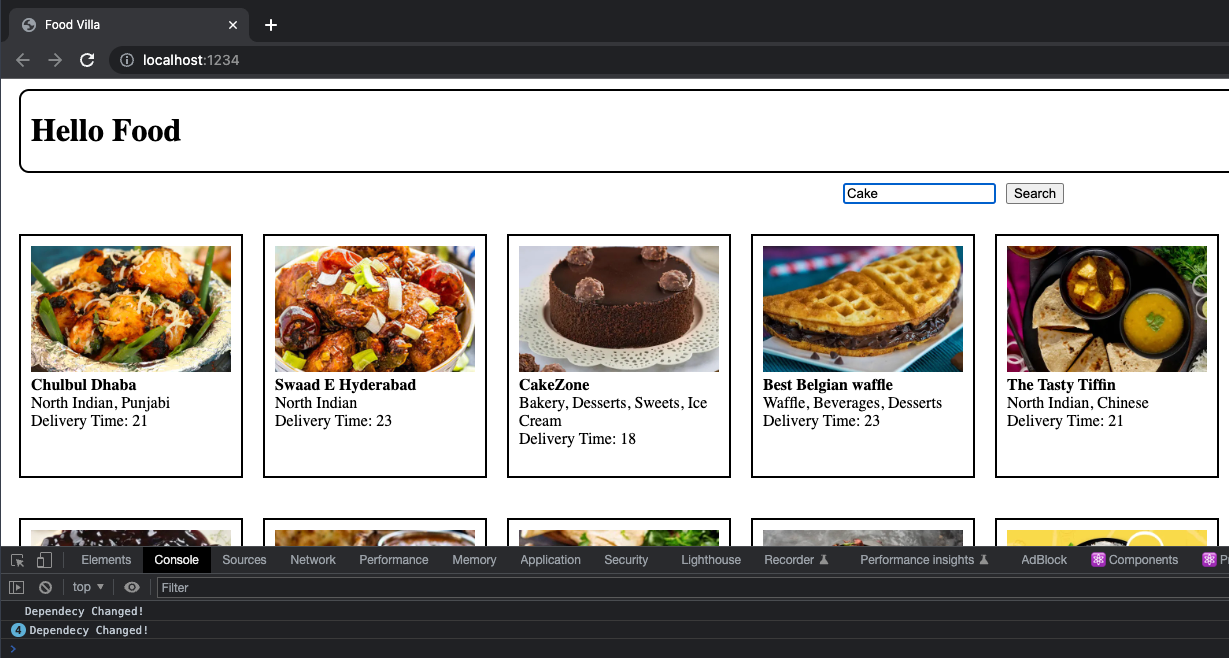 Food Villa
localhost:1234
Hello Food
Cake Search
Chulbul Dhaba
North Indian, Punjabi
Delivery Time: 21
Swaad E Hyderabad
North Indian
Delivery Time: 23
CakeZone
Bakery, Desserts, Sweets, Ice
Cream
Delivery Time: 18
Best Belgian waffle
Waffle, Beverages, Desserts
Delivery Time: 23
The Tasty Tiffin
North Indian, Chinese
Delivery Time: 21
Elements Console Sources Network Performance Memory Application Security Lighthouse Recorder Performance insights AdBlock Components
top Filter
Dependecy Changed!
4 Dependecy Changed!